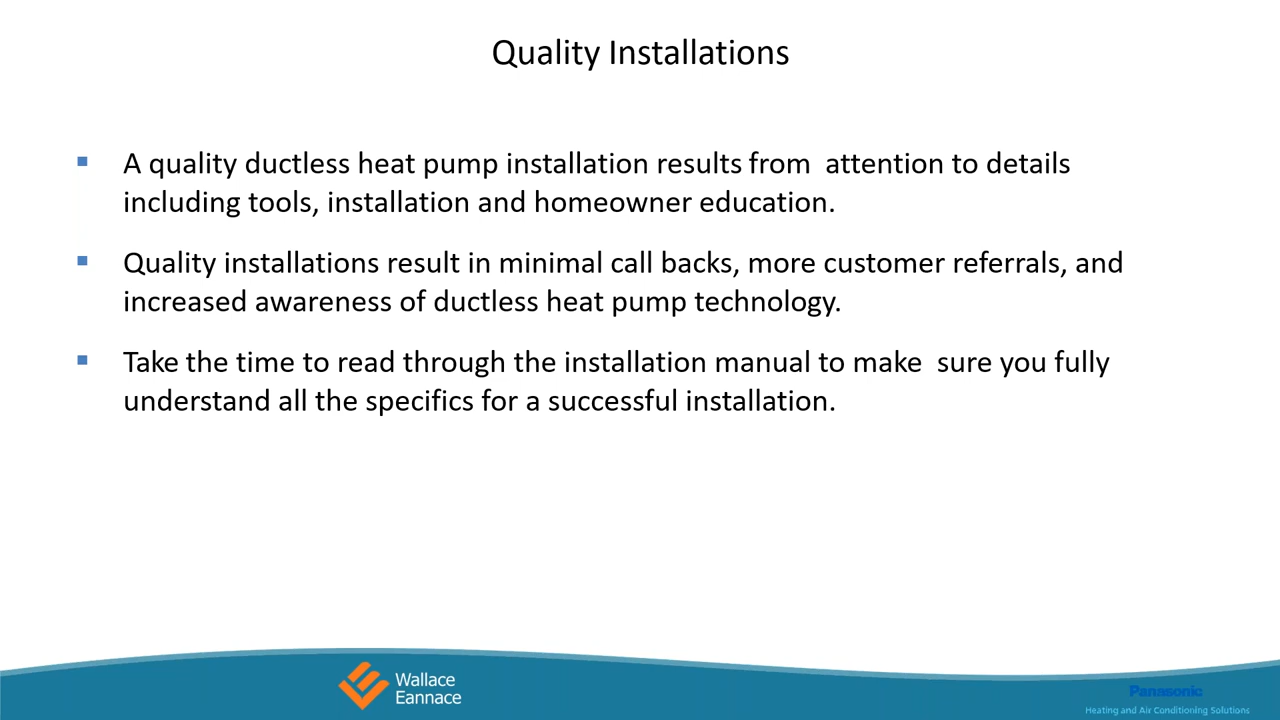 Quality Installations
A quality ductless heat pump installation results from  attention to details
including tools, installation and homeowner education.
Quality installations result in minimal call backs, more customer referrals, and
increased awareness of ductless heat pump technology.
Take the time to read through the installation manual to make  sure you fully
understand all the specifics for a successful installation.
Wallace
Eannace
Panasonic
Heating and Air Conditioning Solutions